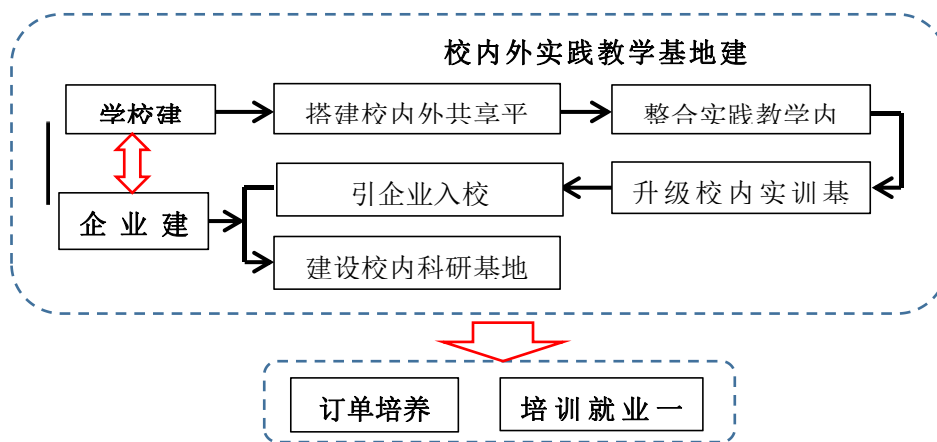 校内外实践教学基地建
学校建
搭建校内外共享平
整合实践教学内
企业建
引企业入校
升级校内实训基
建设校内科研基地
订单培养
培训就业一